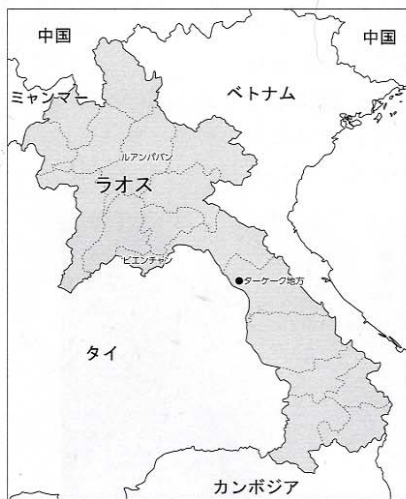 中国
中国
ミャンマー
ベトナム
ルアンパバン
ラオス
ビエンチャン
ターケーク地方
タイ
カンボジア